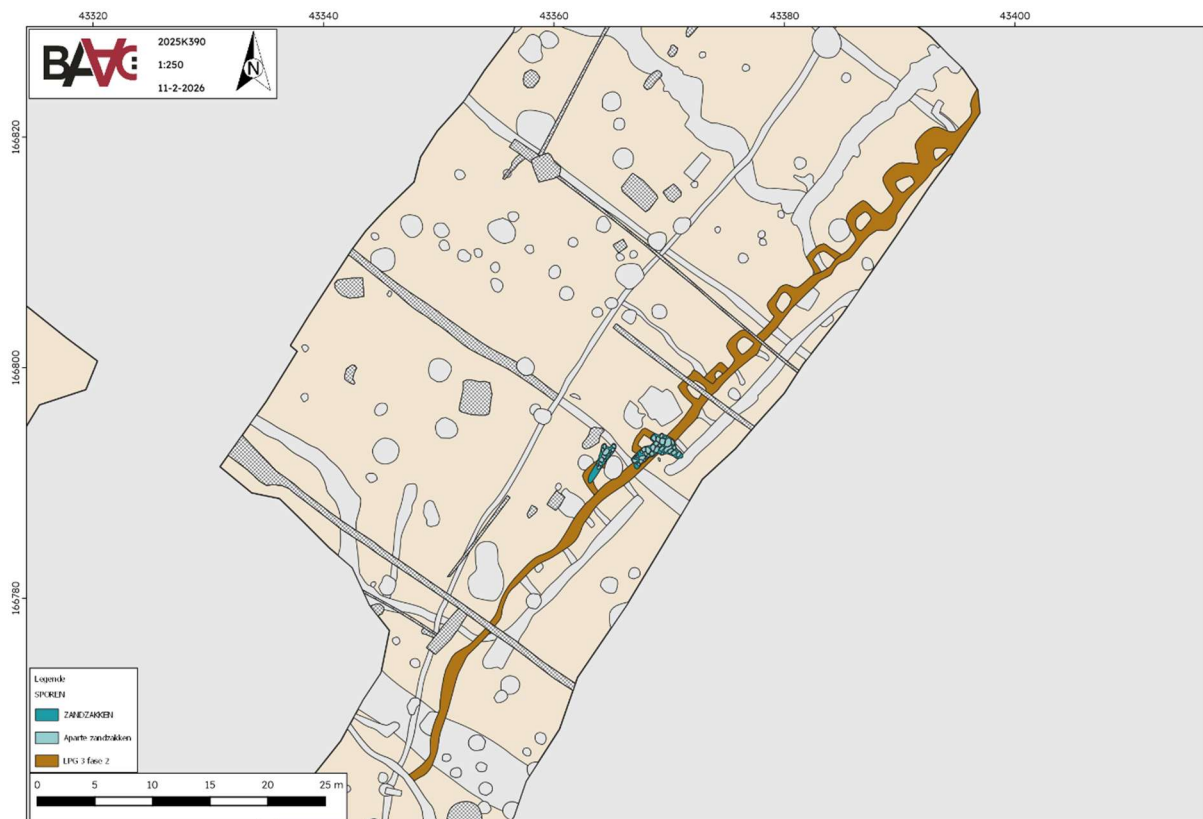 43320 43340 43360 43380 43400
BAAC
2025K390
1:250
11-2-2026
N
166820
166800
166780
Legende
SPOREN
ZANDZAKKEN
Aparte zandzakken
LPG 3 fase 2
0 5 10 15 20 25 m